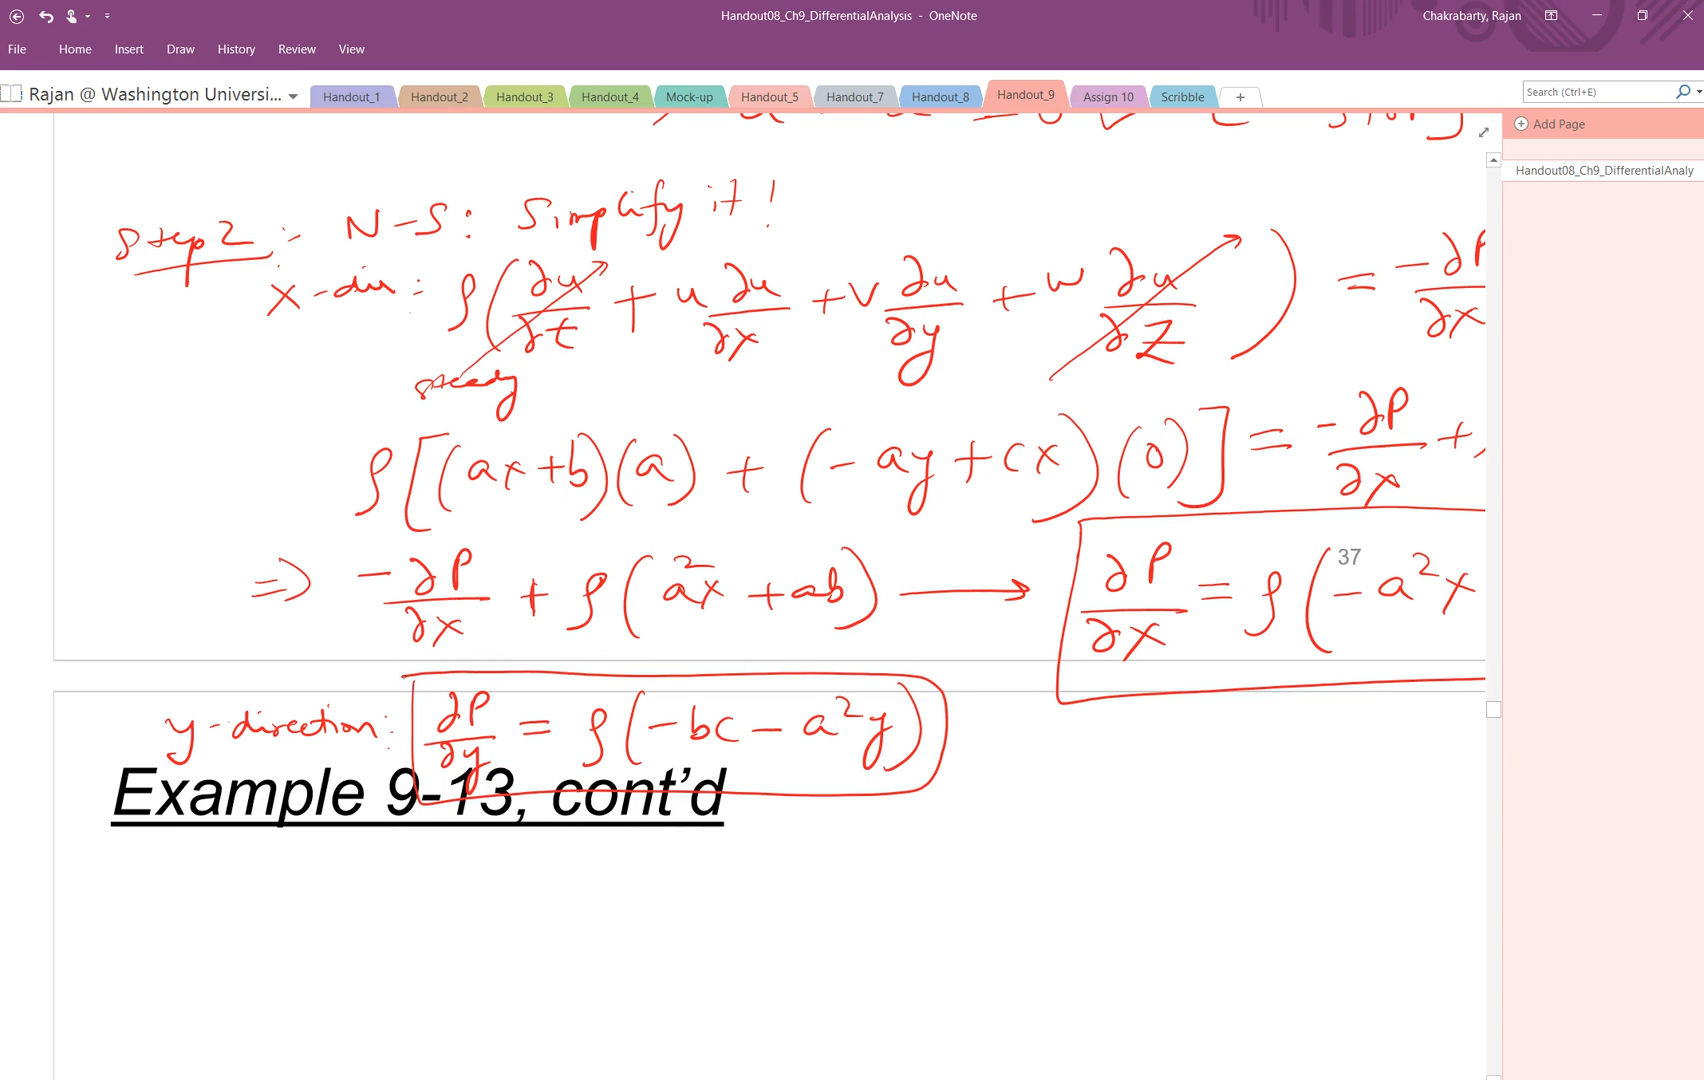 Handout08_Ch9_DifferentialAnalysis - OneNote
Chakrabarty, Rajan
File Home Insert Draw History Review View
Rajan @ Washington Universi...
Handout_1 Handout_2 Handout_3 Handout_4 Mock-up Handout_5 Handout_7 Handout_8 Handout_9 Assign 10 Scribble +
Search (Ctrl+E)
Add Page
Handout08_Ch9_DifferentialAnaly
Step 2 :- N-S: Simplify it!
x-dir: ρ(∂u/∂t + u ∂u/∂x + v ∂u/∂y + w ∂u/∂z) = -∂P/∂x
steady
ρ[(ax+b)(a) + (-ay+cx)(0)] = -∂P/∂x +
=> -∂P/∂x + ρ(a²x + ab) → ∂P/∂x = ρ(-a²x
37
y-direction: ∂P/∂y = ρ(-bc - a²y)
Example 9-13, cont’d